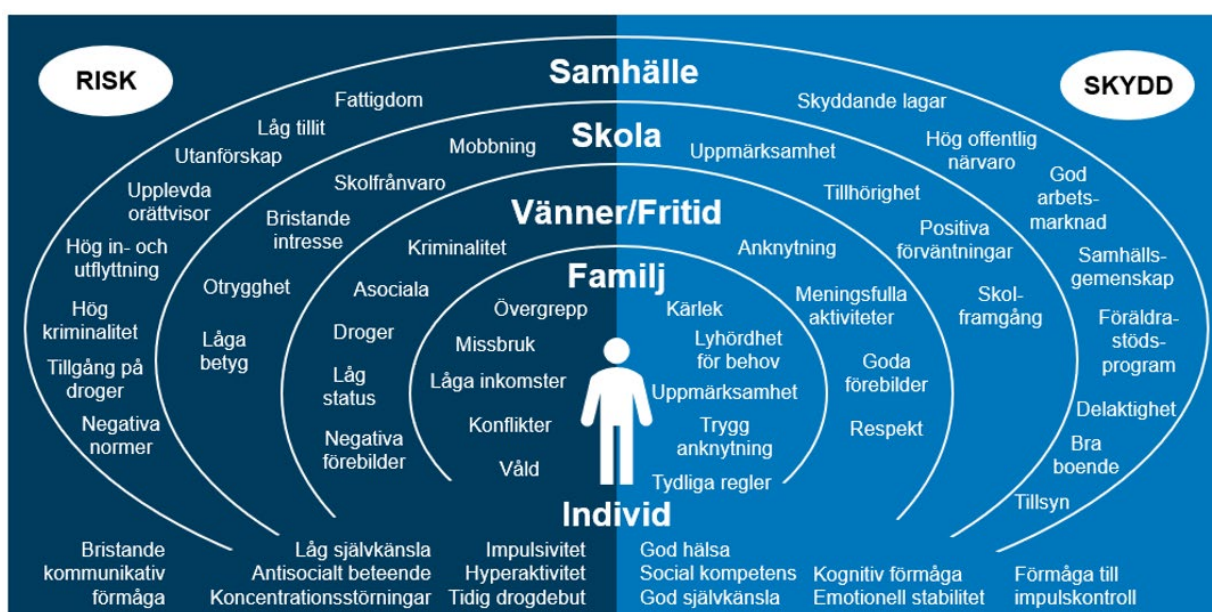 RISK
SKYDD
Samhälle
Fattigdom
Låg tillit
Utanförskap
Upplevda
orättvisor
Hög in- och
utflyttning
Hög
kriminalitet
Tillgång på
droger
Negativa
normer
Skyddande lagar
Hög offentlig
närvaro
God
arbets-
marknad
Samhälls-
gemenskap
Föräldra-
stöds-
program
Delaktighet
Bra
boende
Tillsyn
Skola
Mobbning
Skolfrånvaro
Bristande
intresse
Otrygghet
Låga
betyg
Uppmärksamhet
Tillhörighet
Positiva
förväntningar
Skol-
framgång
Vänner/Fritid
Kriminalitet
Asociala
Droger
Låg
status
Negativa
förebilder
Anknytning
Meningsfulla
aktiviteter
Goda
förebilder
Respekt
Familj
Övergrepp
Missbruk
Låga inkomster
Konflikter
Våld
Kärlek
Lyhördhet
för behov
Uppmärksamhet
Trygg
anknytning
Tydliga regler
Individ
Bristande
kommunikativ
förmåga
Låg självkänsla
Antisocialt beteende
Koncentrationsstörningar
Impulsivitet
Hyperaktivitet
Tidig drogdebut
God hälsa
Social kompetens
God självkänsla
Kognitiv förmåga
Emotionell stabilitet
Förmåga till
impulskontroll